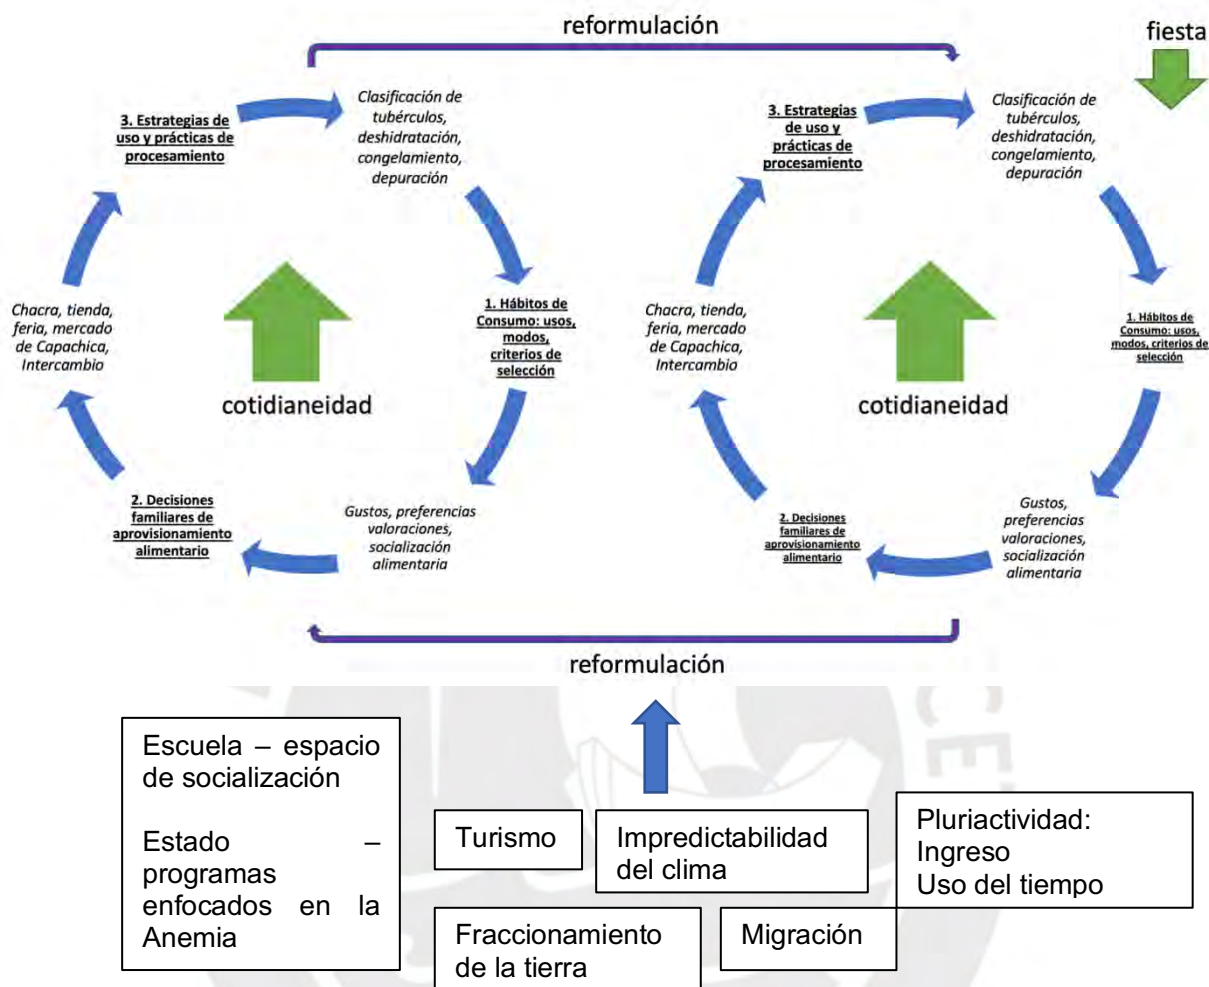 reformulación
fiesta
3. Estrategias de
uso y prácticas de
procesamiento
Clasificación de
tubérculos,
deshidratación,
congelamiento,
depuración
1. Hábitos de
Consumo: usos,
modos,
criterios de
selección
Gustos, preferencias
valoraciones,
socialización
alimentaria
2. Decisiones
familiares de
aprovisionamiento
alimentario
Chacra, tienda,
feria, mercado
de Capachica,
Intercambio
cotidianeidad
3. Estrategias
de uso y
prácticas de
procesamiento
Clasificación de
tubérculos,
deshidratación,
congelamiento,
depuración
1. Hábitos de
Consumo: usos,
modos, criterios de
selección
Gustos,
preferencias
valoraciones,
socialización
alimentaria
2. Decisiones
familiares de
aprovisionamiento
alimentario
Chacra, tienda,
feria, mercado
de Capachica,
Intercambio
cotidianeidad
reformulación
Escuela – espacio
de socialización
Estado –
programas
enfocados en la
Anemia
Turismo
Impredictabilidad
del clima
Pluriactividad:
Ingreso
Uso del tiempo
Fraccionamiento
de la tierra
Migración